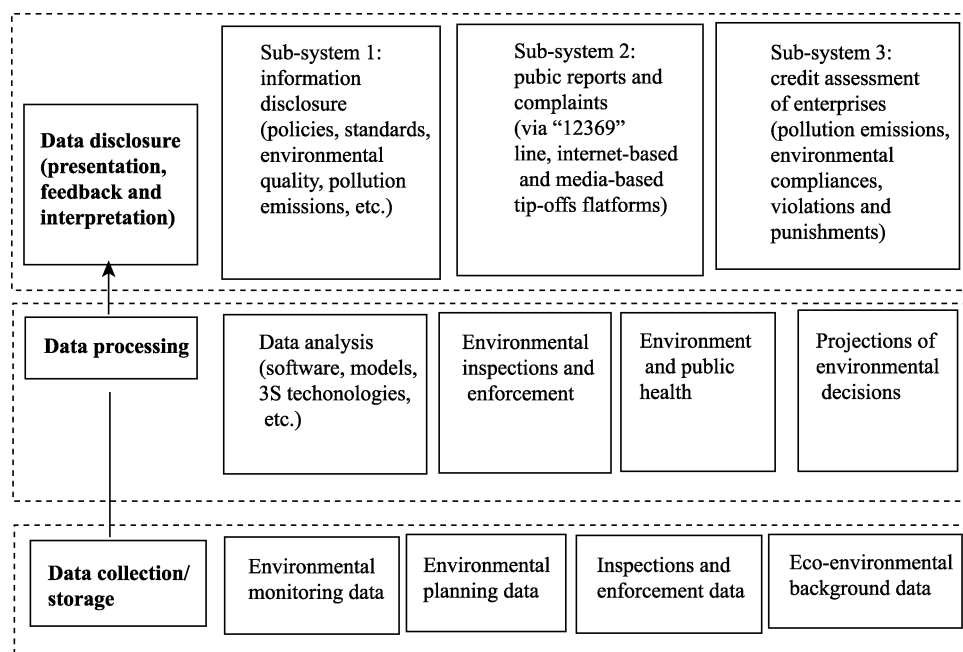 Data disclosure
(presentation,
feedback and
interpretation)
Sub-system 1:
information
disclosure
(policies, standards,
environmental
quality, pollution
emissions, etc.)
Sub-system 2:
pubic reports and
complaints
(via “12369”
line, internet-based
and media-based
tip-offs flatforms)
Sub-system 3:
credit assessment
of enterprises
(pollution emissions,
environmental
compliances,
violations and
punishments)
Data processing
Data analysis
(software, models,
3S techonologies,
etc.)
Environmental
inspections and
enforcement
Environment
and public
health
Projections of
environmental
decisions
Data collection/
storage
Environmental
monitoring data
Environmental
planning data
Inspections and
enforcement data
Eco-environmental
background data